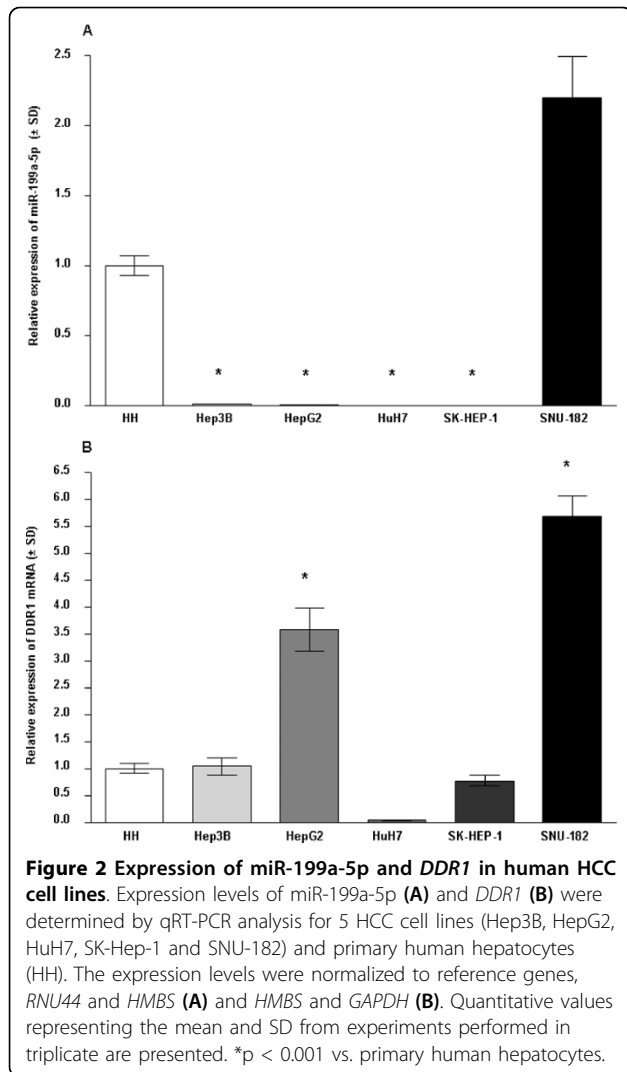 A
Relative expression of miR-199a-5p
(± SD)
2.5
2.0
1.5
1.0
0.5
0.0
* * * *
HH Hep3B HepG2 HuH7 SK-HEP-1 SNU-182
B
Relative expression of DDR1 mRNA (± SD)
6.5
6.0
5.5
5.0
4.5
4.0
3.5
3.0
2.5
2.0
1.5
1.0
0.5
0.0
* *
HH Hep3B HepG2 HuH7 SK-HEP-1 SNU-182
Figure 2 Expression of miR-199a-5p and DDR1 in human HCC
cell lines. Expression levels of miR-199a-5p (A) and DDR1 (B) were
determined by qRT-PCR analysis for 5 HCC cell lines (Hep3B, HepG2,
HuH7, SK-Hep-1 and SNU-182) and primary human hepatocytes
(HH). The expression levels were normalized to reference genes,
RNU44 and HMBS (A) and HMBS and GAPDH (B). Quantitative values
representing the mean and SD from experiments performed in
triplicate are presented. *p < 0.001 vs. primary human hepatocytes.